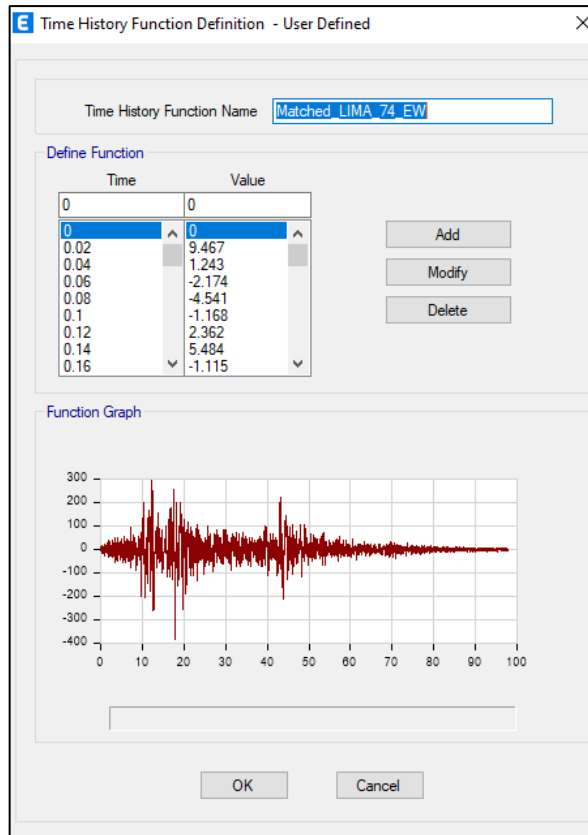 E Time History Function Definition - User Defined
Time History Function Name Matched_LIMA_74_EW
Define Function
Time Value
0 0
0 0
0.02 9.467
0.04 1.243
0.06 -2.174
0.08 -4.541
0.1 -1.168
0.12 2.362
0.14 5.484
0.16 -1.115
Add
Modify
Delete
Function Graph
300
200
100
0
-100
-200
-300
-400
0 10 20 30 40 50 60 70 80 90 100
OK Cancel